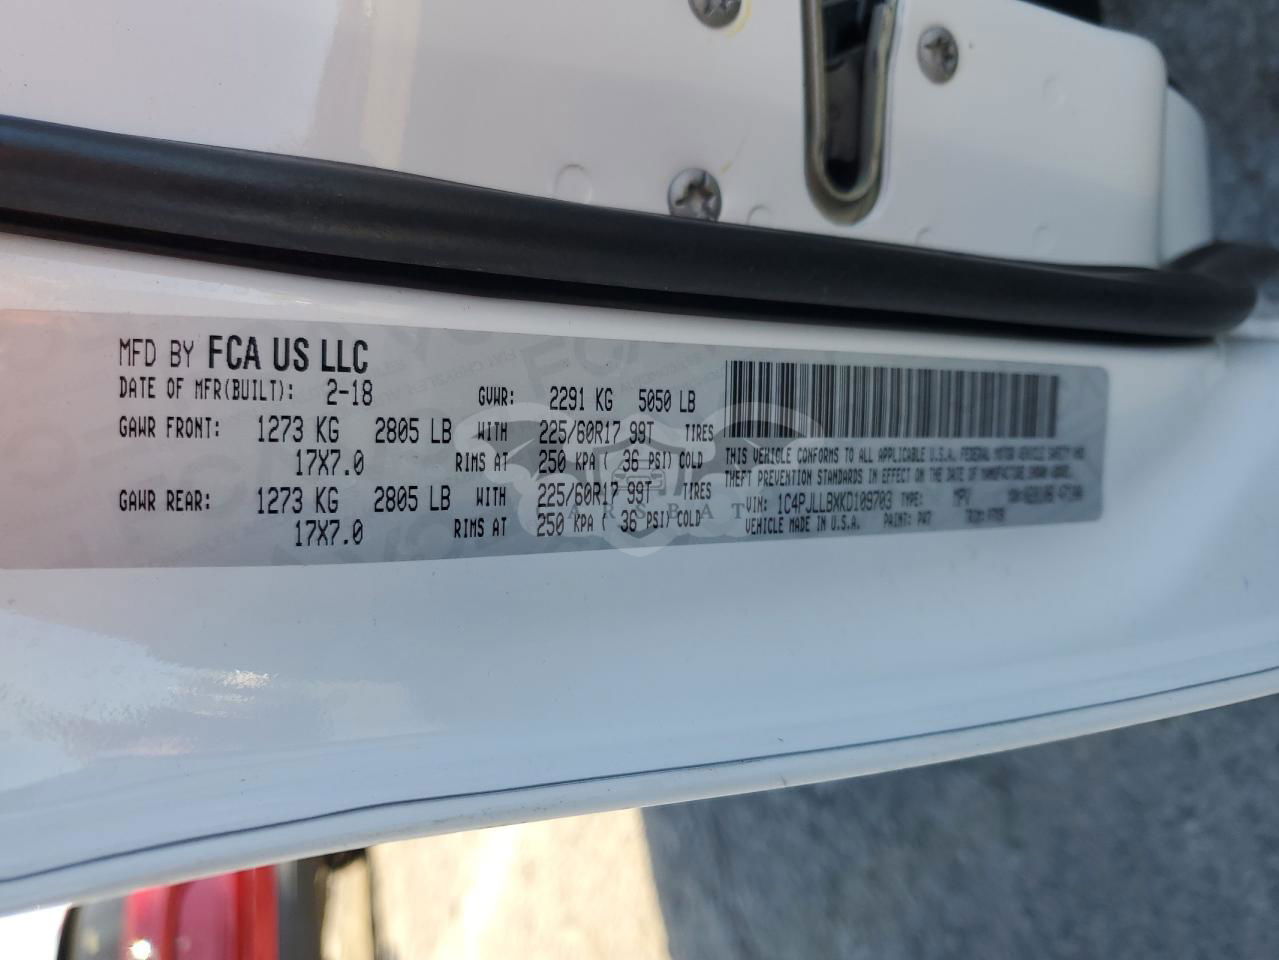 MFD BY FCA US LLC
DATE OF MFR(BUILT): 2-18 GVWR: 2291 KG 5050 LB
GAWR FRONT: 1273 KG 2805 LB WITH 225/60R17 99T TIRES
17X7.0 RIMS AT 250 KPA ( 36 PSI) COLD
GAWR REAR: 1273 KG 2805 LB WITH 225/60R17 99T TIRES
17X7.0 RIMS AT 250 KPA ( 36 PSI) COLD
THIS VEHICLE CONFORMS TO ALL APPLICABLE U.S.A. FEDERAL MOTOR VEHICLE SAFETY AND
THEFT PREVENTION STANDARDS IN EFFECT ON THE DATE OF MANUFACTURE SHOWN ABOVE.
VIN: 1C4PJLLBXKD109703 TYPE: MPV
VEHICLE MADE IN U.S.A. PAINT: PW7
CARSBAT